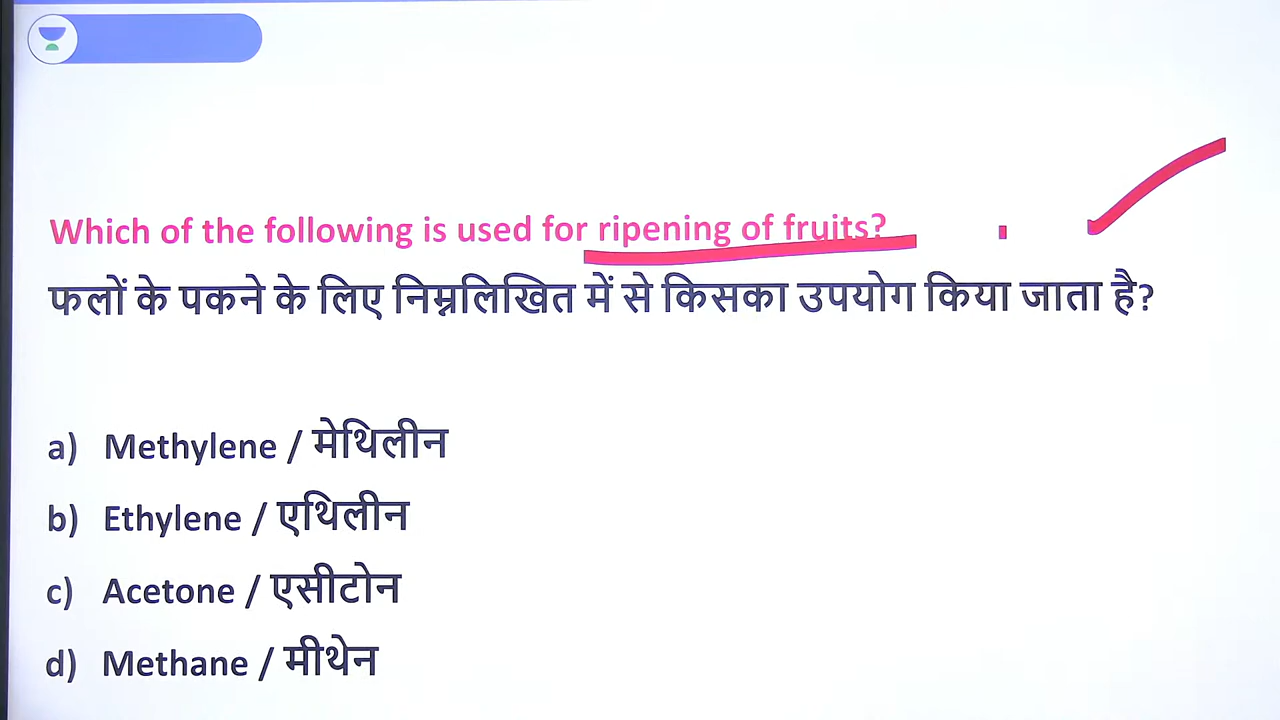 Which of the following is used for ripening of fruits?
फलों के पकने के लिए निम्नलिखित में से किसका उपयोग किया जाता है?
a) Methylene / मेथिलीन
b) Ethylene / एथिलीन
c) Acetone / एसीटोन
d) Methane / मीथेन